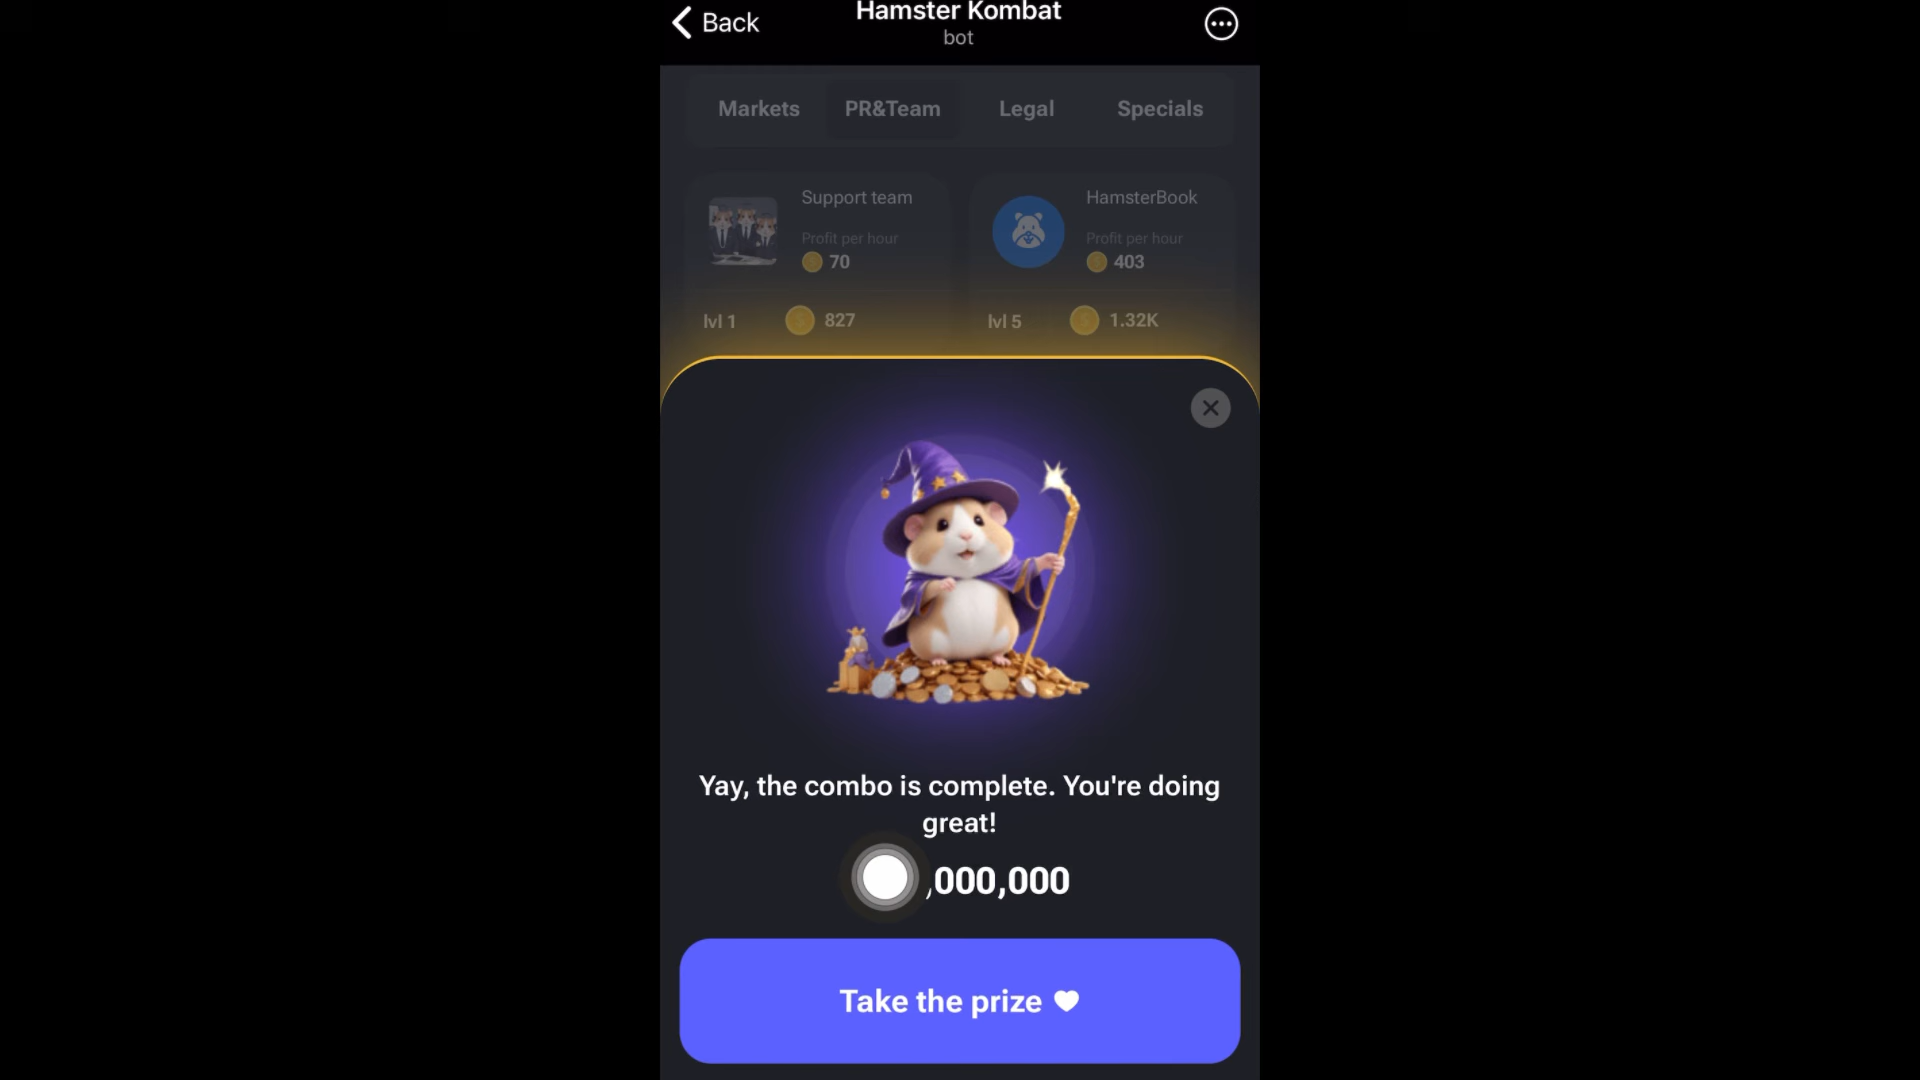 Back
Hamster Kombat
bot
Markets PR&Team Legal Specials
Support team
Profit per hour
70
lvl 1 827
HamsterBook
Profit per hour
403
lvl 5 1.32K
Yay, the combo is complete. You're doing
great!
,000,000
Take the prize